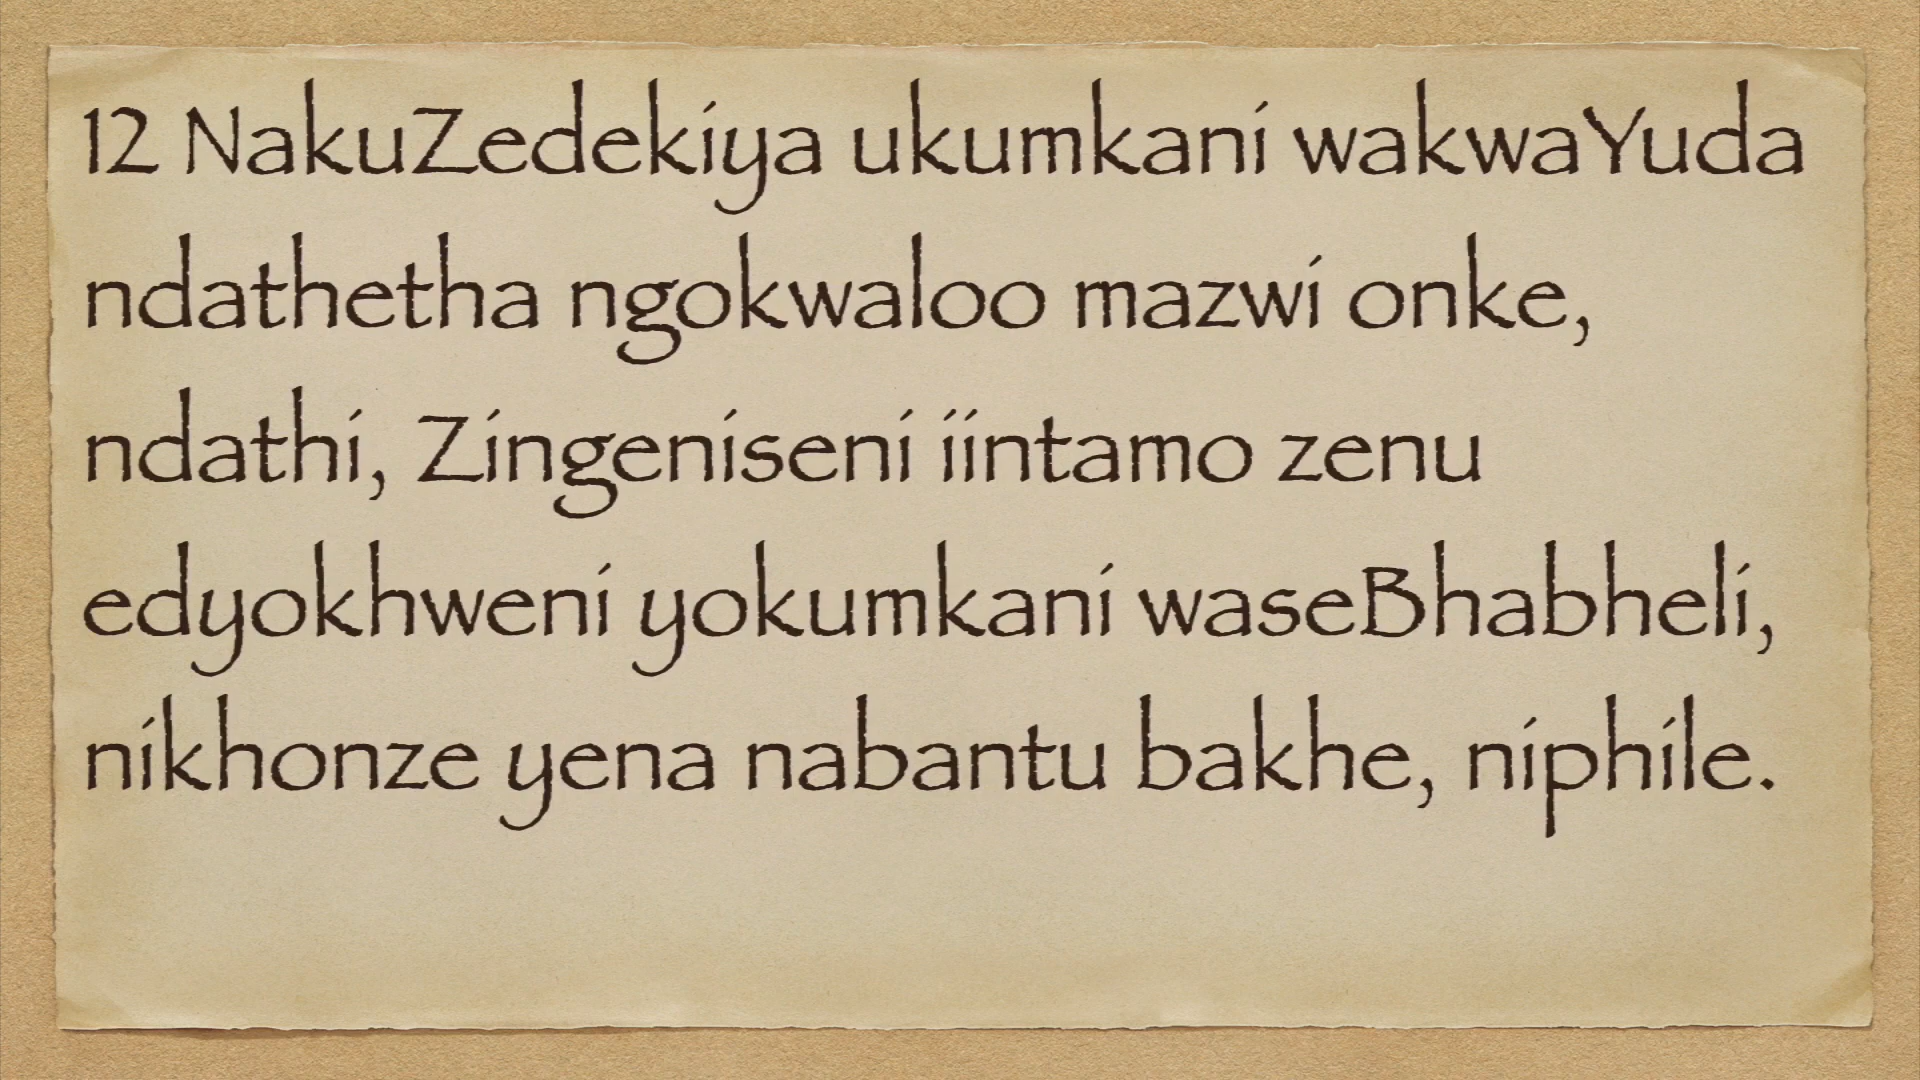 12 NakuZedekiya ukumkani wakwaYuda
ndathetha ngokwaloo mazwi onke,
ndathi, Zingeniseni iintamo zenu
edyokhweni yokumkani waseBhabheli,
nikhonze yena nabantu bakhe, niphile.